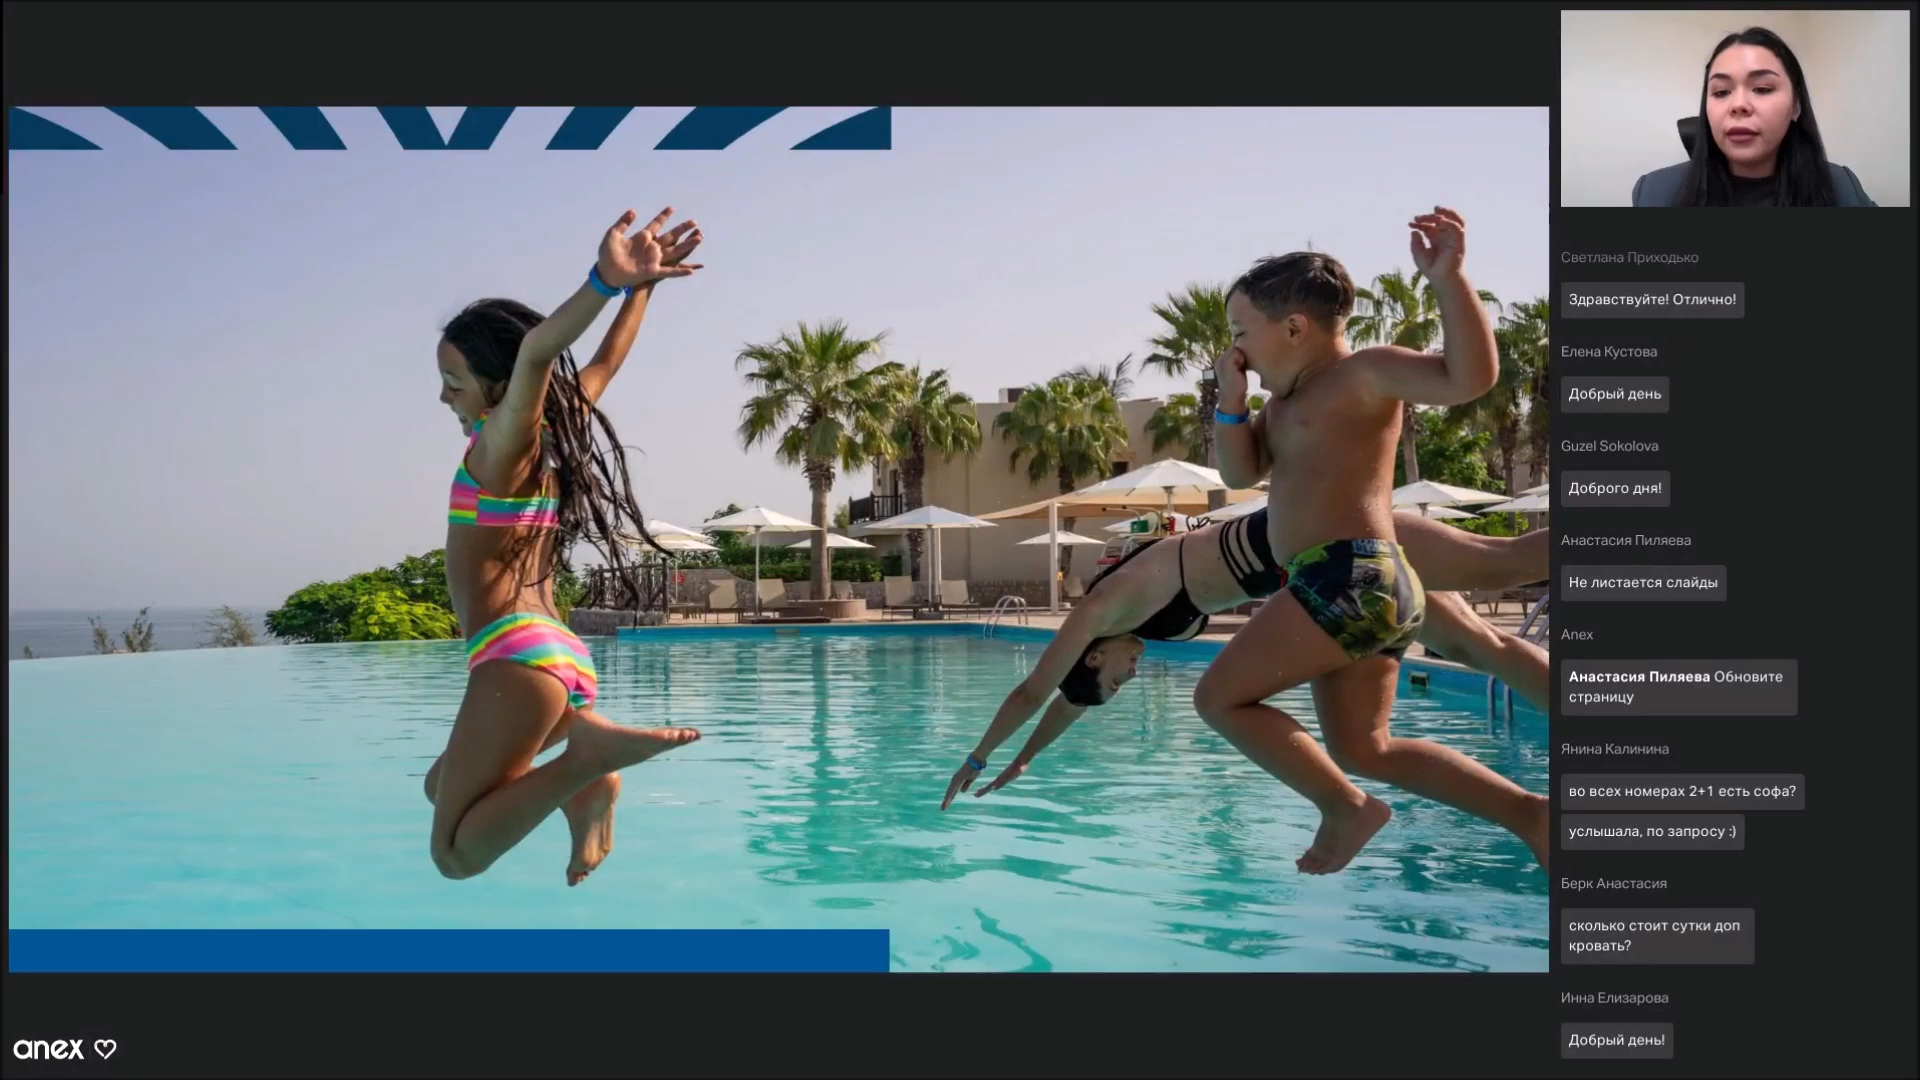 Светлана Приходько
Здравствуйте! Отлично!
Елена Кустова
Добрый день
Guzel Sokolova
Доброго дня!
Анастасия Пиляева
Не листается слайды
Anex
Анастасия Пиляева Обновите
страницу
Янина Калинина
во всех номерах 2+1 есть софа?
услышала, по запросу :)
Берк Анастасия
сколько стоит сутки доп
кровать?
Инна Елизарова
Добрый день!
anex